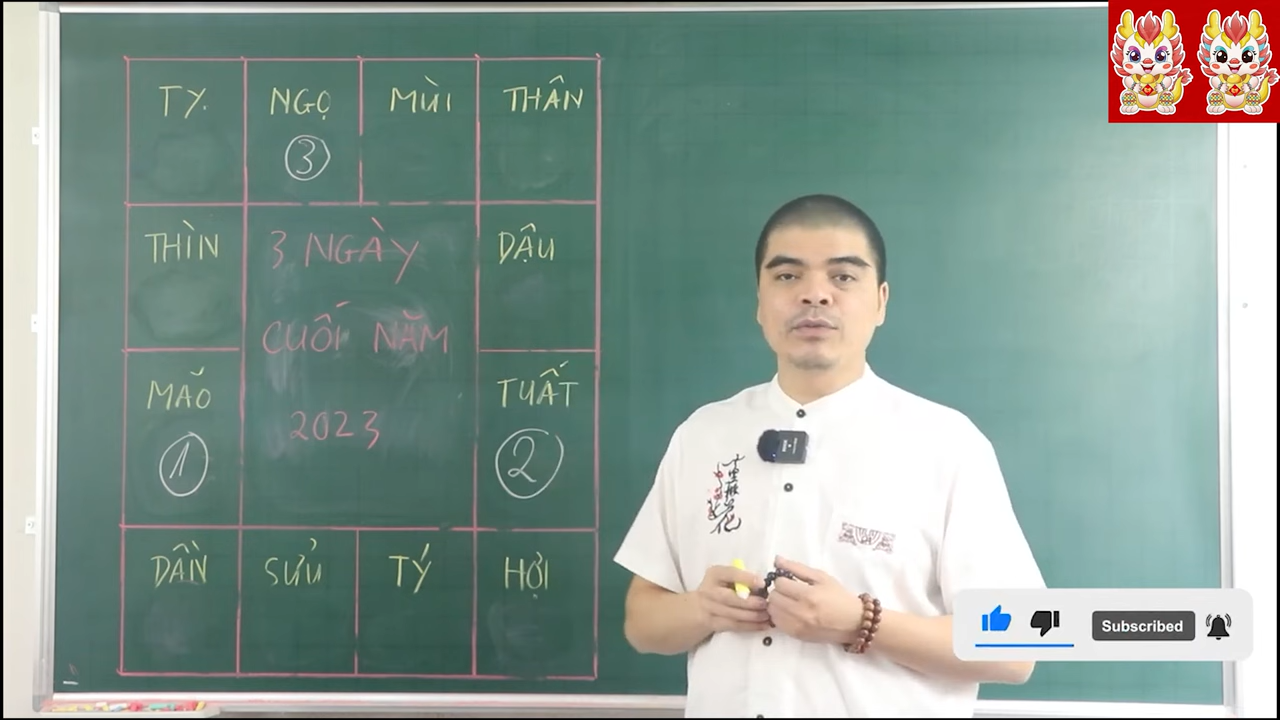 TỴ.
NGỌ
MÙI
THÂN
3
THÌN
3 NGÀY
DẬU
CUỐI NĂM
MÃO
TUẤT
2023
1
2
DẦN
SỬU
TÝ
HỢI
Subscribed